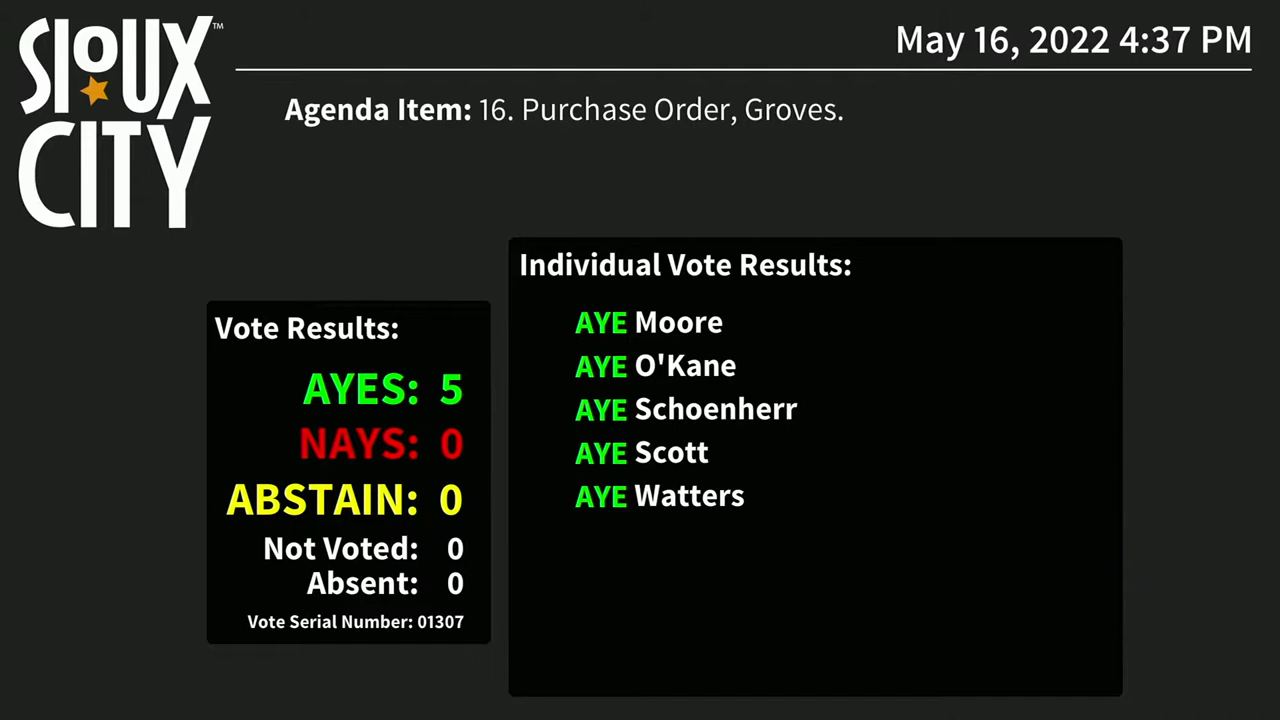 SIOUX
CITY
™
May 16, 2022 4:37 PM
Agenda Item: 16. Purchase Order, Groves.
Vote Results:
AYES: 5
NAYS: 0
ABSTAIN: 0
Not Voted: 0
Absent: 0
Vote Serial Number: 01307
Individual Vote Results:
AYE Moore
AYE O'Kane
AYE Schoenherr
AYE Scott
AYE Watters